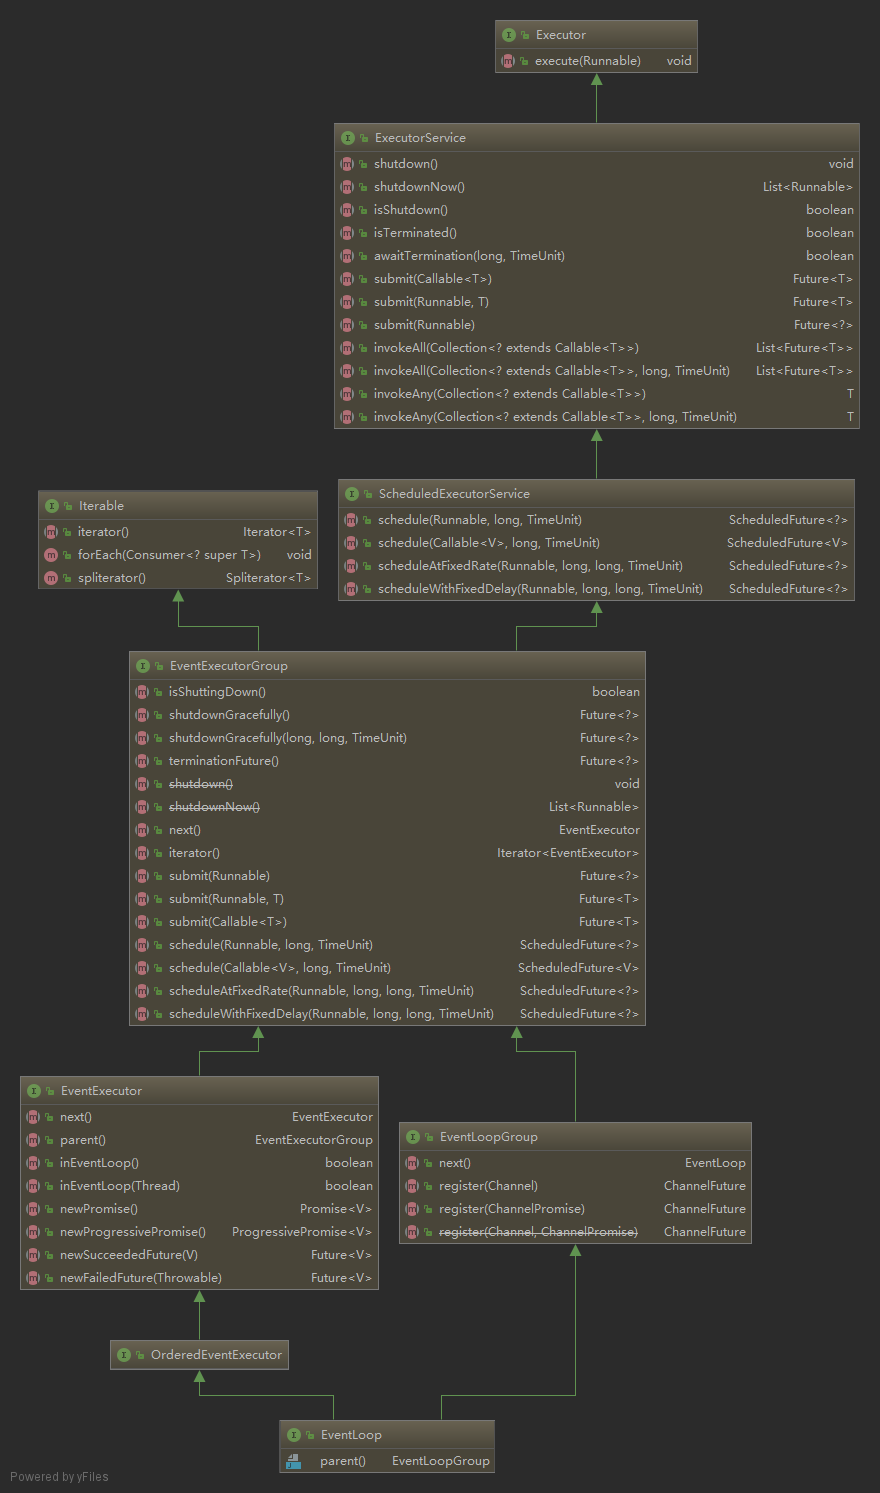 Executor
execute(Runnable) void
ExecutorService
shutdown() void
shutdownNow() List<Runnable>
isShutdown() boolean
isTerminated() boolean
awaitTermination(long, TimeUnit) boolean
submit(Callable<T>) Future<T>
submit(Runnable, T) Future<T>
submit(Runnable) Future<?>
invokeAll(Collection<? extends Callable<T>>) List<Future<T>>
invokeAll(Collection<? extends Callable<T>>, long, TimeUnit) List<Future<T>>
invokeAny(Collection<? extends Callable<T>>) T
invokeAny(Collection<? extends Callable<T>>, long, TimeUnit) T
Iterable
iterator() Iterator<T>
forEach(Consumer<? super T>) void
spliterator() Spliterator<T>
ScheduledExecutorService
schedule(Runnable, long, TimeUnit) ScheduledFuture<?>
schedule(Callable<V>, long, TimeUnit) ScheduledFuture<V>
scheduleAtFixedRate(Runnable, long, long, TimeUnit) ScheduledFuture<?>
scheduleWithFixedDelay(Runnable, long, long, TimeUnit) ScheduledFuture<?>
EventExecutorGroup
isShuttingDown() boolean
shutdownGracefully() Future<?>
shutdownGracefully(long, long, TimeUnit) Future<?>
terminationFuture() Future<?>
shutdown() void
shutdownNow() List<Runnable>
next() EventExecutor
iterator() Iterator<EventExecutor>
submit(Runnable) Future<?>
submit(Runnable, T) Future<T>
submit(Callable<T>) Future<T>
schedule(Runnable, long, TimeUnit) ScheduledFuture<?>
schedule(Callable<V>, long, TimeUnit) ScheduledFuture<V>
scheduleAtFixedRate(Runnable, long, long, TimeUnit) ScheduledFuture<?>
scheduleWithFixedDelay(Runnable, long, long, TimeUnit) ScheduledFuture<?>
EventExecutor
next() EventExecutor
parent() EventExecutorGroup
inEventLoop() boolean
inEventLoop(Thread) boolean
newPromise() Promise<V>
newProgressivePromise() ProgressivePromise<V>
newSucceededFuture(V) Future<V>
newFailedFuture(Throwable) Future<V>
EventLoopGroup
next() EventLoop
register(Channel) ChannelFuture
register(ChannelPromise) ChannelFuture
register(Channel, ChannelPromise) ChannelFuture
OrderedEventExecutor
EventLoop
parent() EventLoopGroup
Powered by yFiles